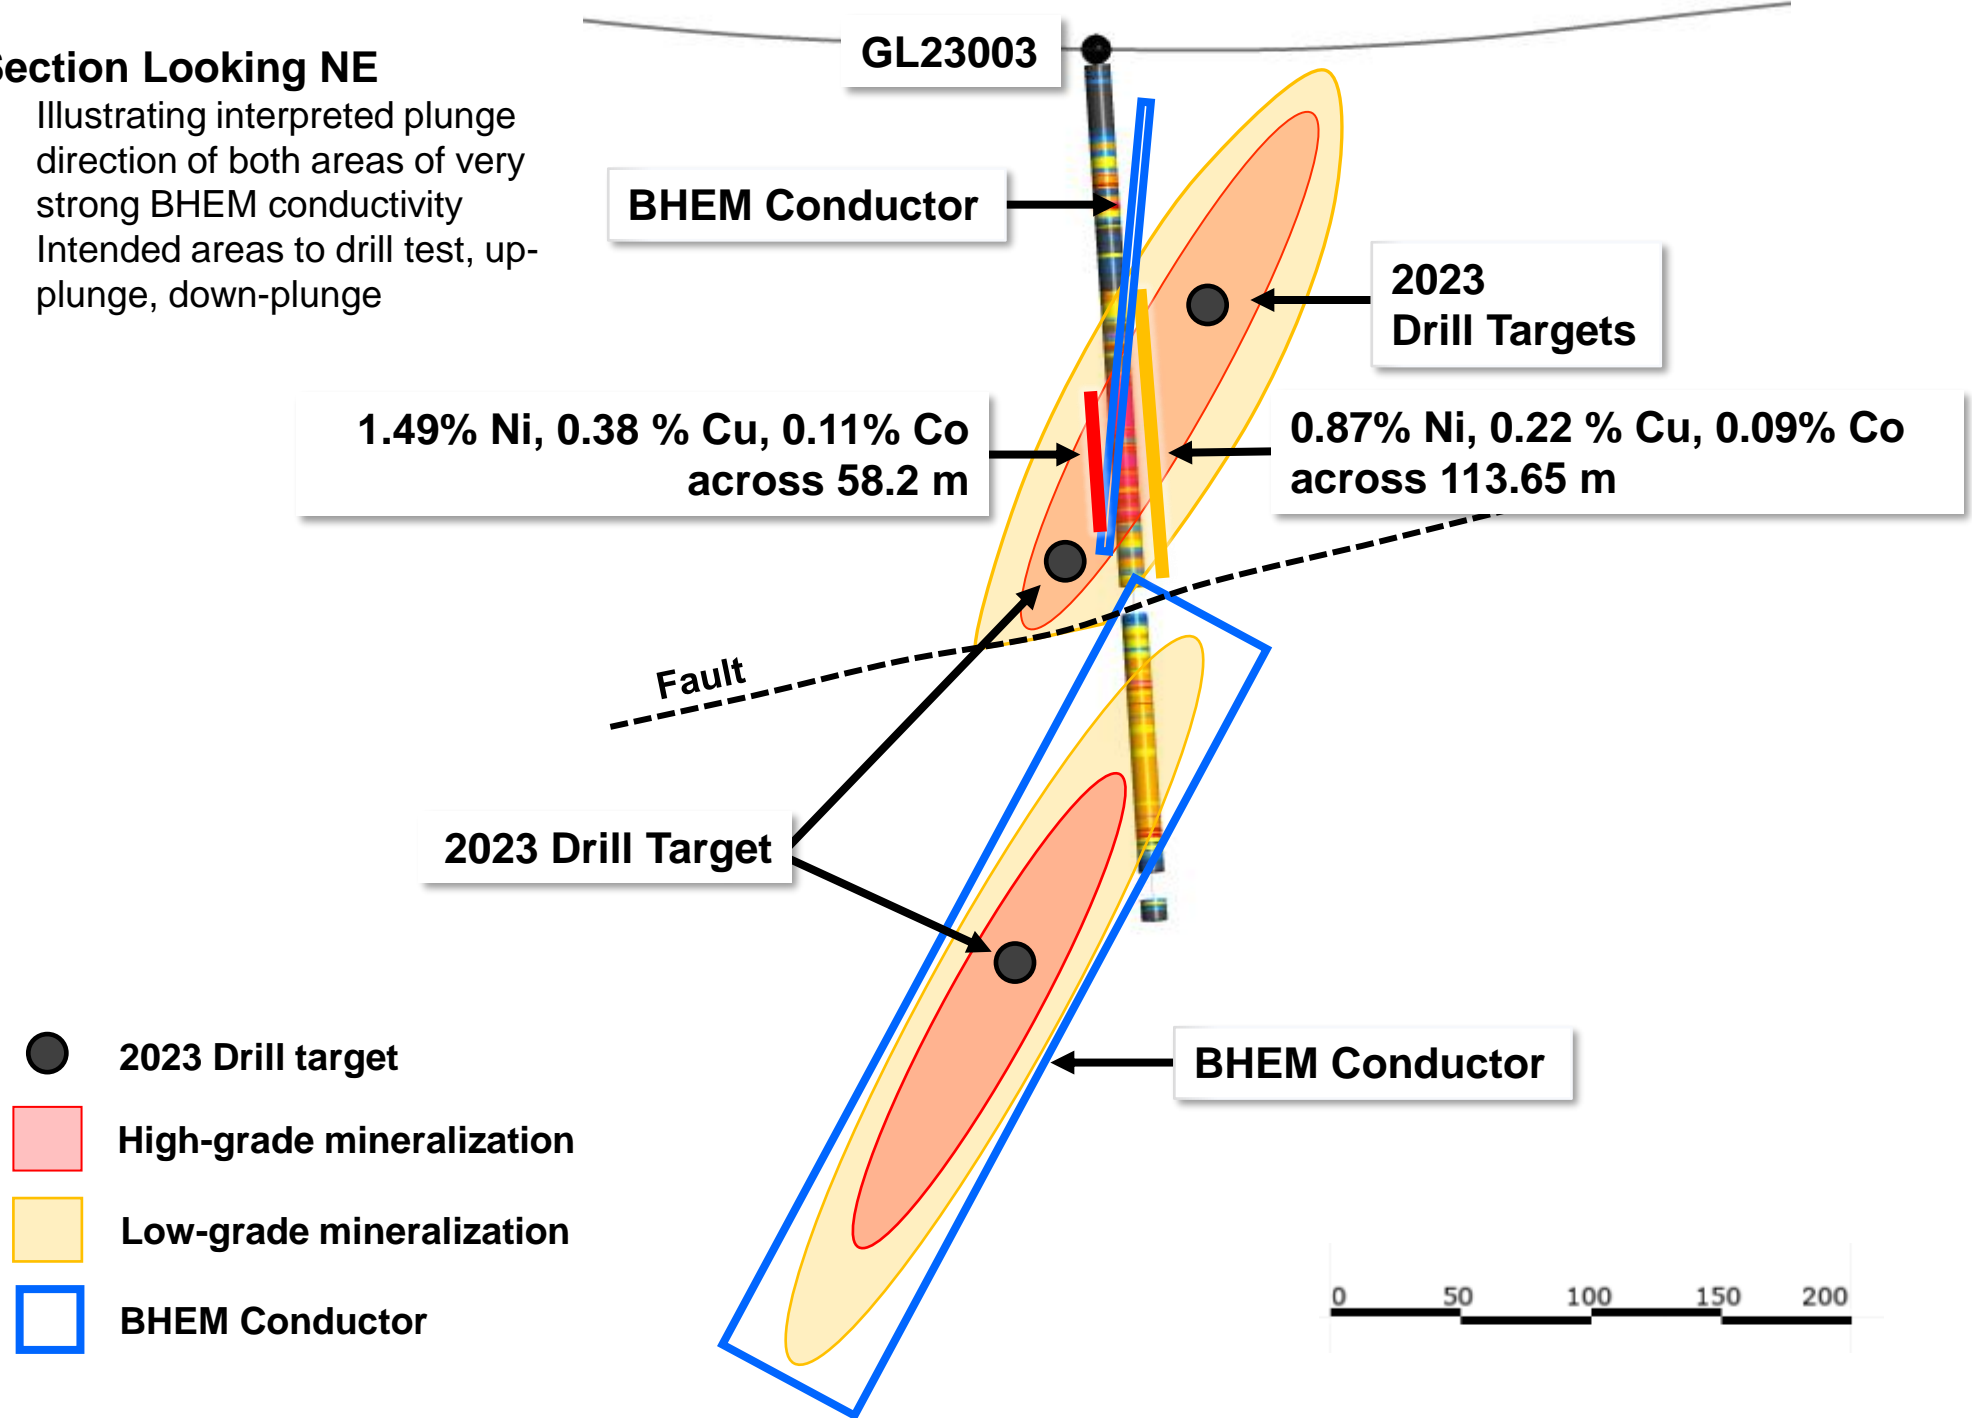 Section Looking NE
Illustrating interpreted plunge
direction of both areas of very
strong BHEM conductivity
Intended areas to drill test, up-
plunge, down-plunge
GL23003
BHEM Conductor
2023
Drill Targets
1.49% Ni, 0.38 % Cu, 0.11% Co
across 58.2 m
0.87% Ni, 0.22 % Cu, 0.09% Co
across 113.65 m
Fault
2023 Drill Target
BHEM Conductor
2023 Drill target
High-grade mineralization
Low-grade mineralization
BHEM Conductor
0 50 100 150 200